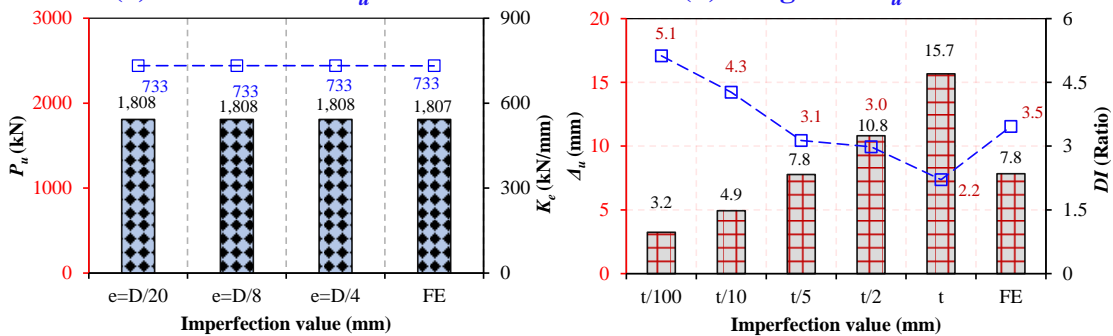 3000
2000
1000
0
P_u (kN)
900
600
300
0
K_e (kN/mm)
733 733 733 733
1,808 1,808 1,808 1,807
e=D/20 e=D/8 e=D/4 FE
Imperfection value (mm)
20
15
10
5
0
Δ_u (mm)
6
4.5
3
1.5
0
DI (Ratio)
5.1 4.3 3.1 3.0 2.2 3.5
3.2 4.9 7.8 10.8 15.7 7.8
t/100 t/10 t/5 t/2 t FE
Imperfection value (mm)